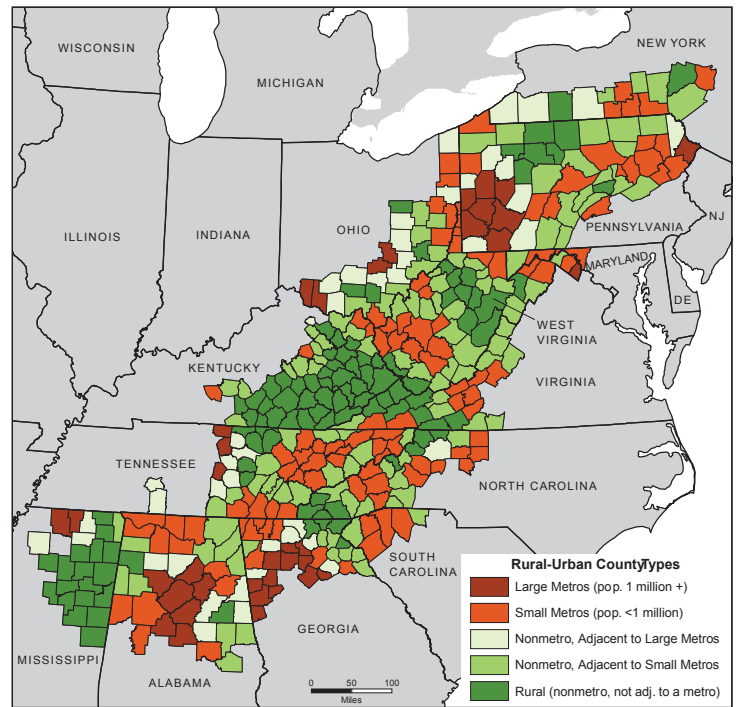 WISCONSIN
NEW YORK
MICHIGAN
ILLINOIS
INDIANA
OHIO
PENNSYLVANIA
NJ
MARYLAND
DE
WEST
VIRGINIA
KENTUCKY
VIRGINIA
TENNESSEE
NORTH CAROLINA
SOUTH
CAROLINA
GEORGIA
MISSISSIPPI
ALABAMA
0 50 100
Miles
Rural-Urban CountyTypes
Large Metros (pop. 1 million +)
Small Metros (pop. <1 million)
Nonmetro, Adjacent to Large Metros
Nonmetro, Adjacent to Small Metros
Rural (nonmetro, not adj. to a metro)